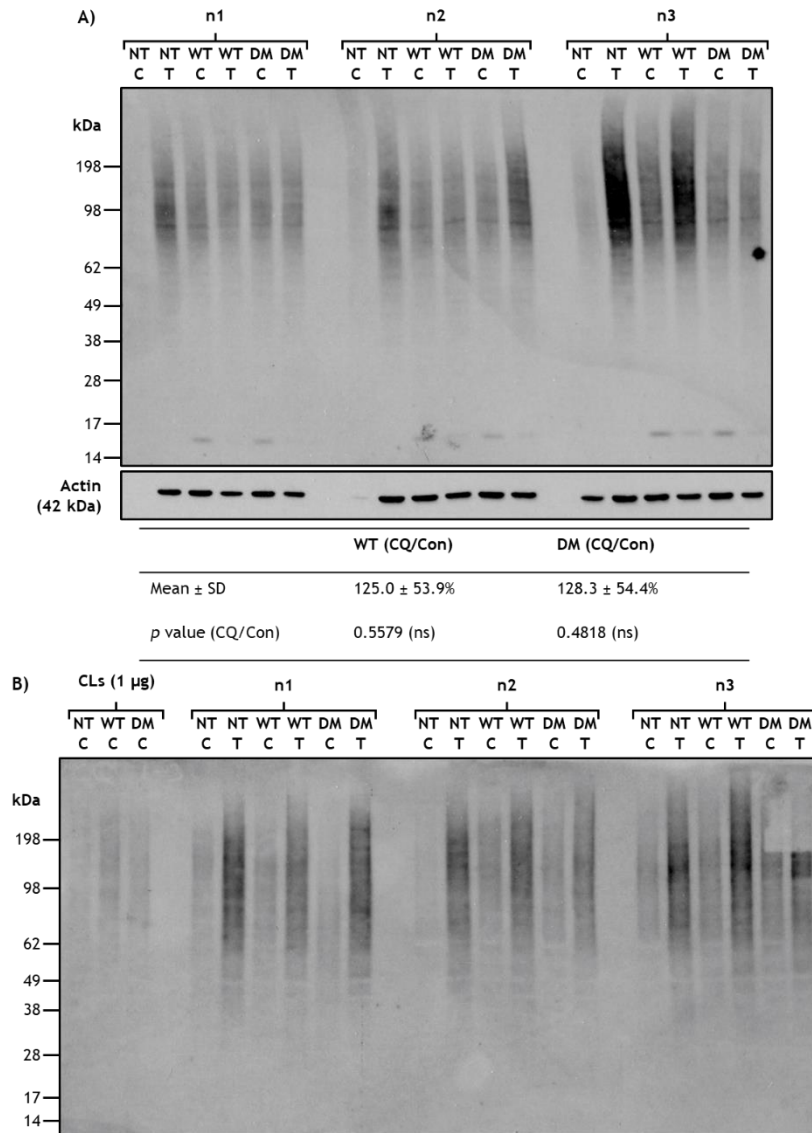 A)
n1 n2 n3
NT NT WT WT DM DM NT NT WT WT DM DM NT NT WT WT DM DM
C T C T C T C T C T C T C T C T C T
kDa
198
98
62
49
38
28
17
14
Actin
(42 kDa)
WT (CQ/Con) DM (CQ/Con)
Mean ± SD 125.0 ± 53.9% 128.3 ± 54.4%
p value (CQ/Con) 0.5579 (ns) 0.4818 (ns)
B) CLs (1 µg) n1 n2 n3
NT WT DM NT NT WT WT DM DM NT NT WT WT DM DM NT NT WT WT DM DM
C C C C T C T C T C T C T C T C T C T C T
kDa
198
98
62
49
38
28
17
14